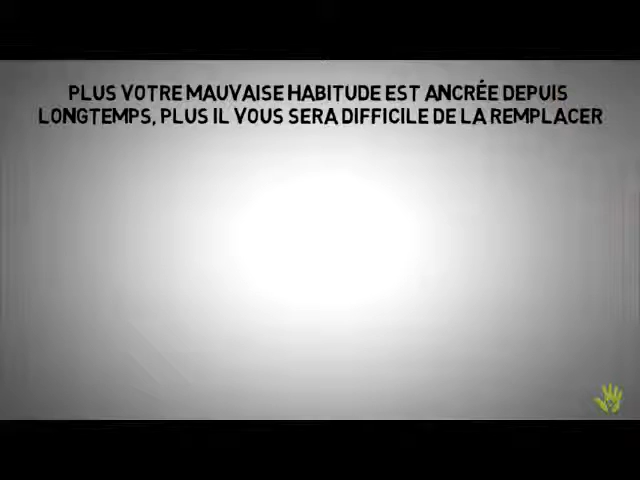 PLUS VOTRE MAUVAISE HABITUDE EST ANCRÉE DEPUIS
LONGTEMPS, PLUS IL VOUS SERA DIFFICILE DE LA REMPLACER